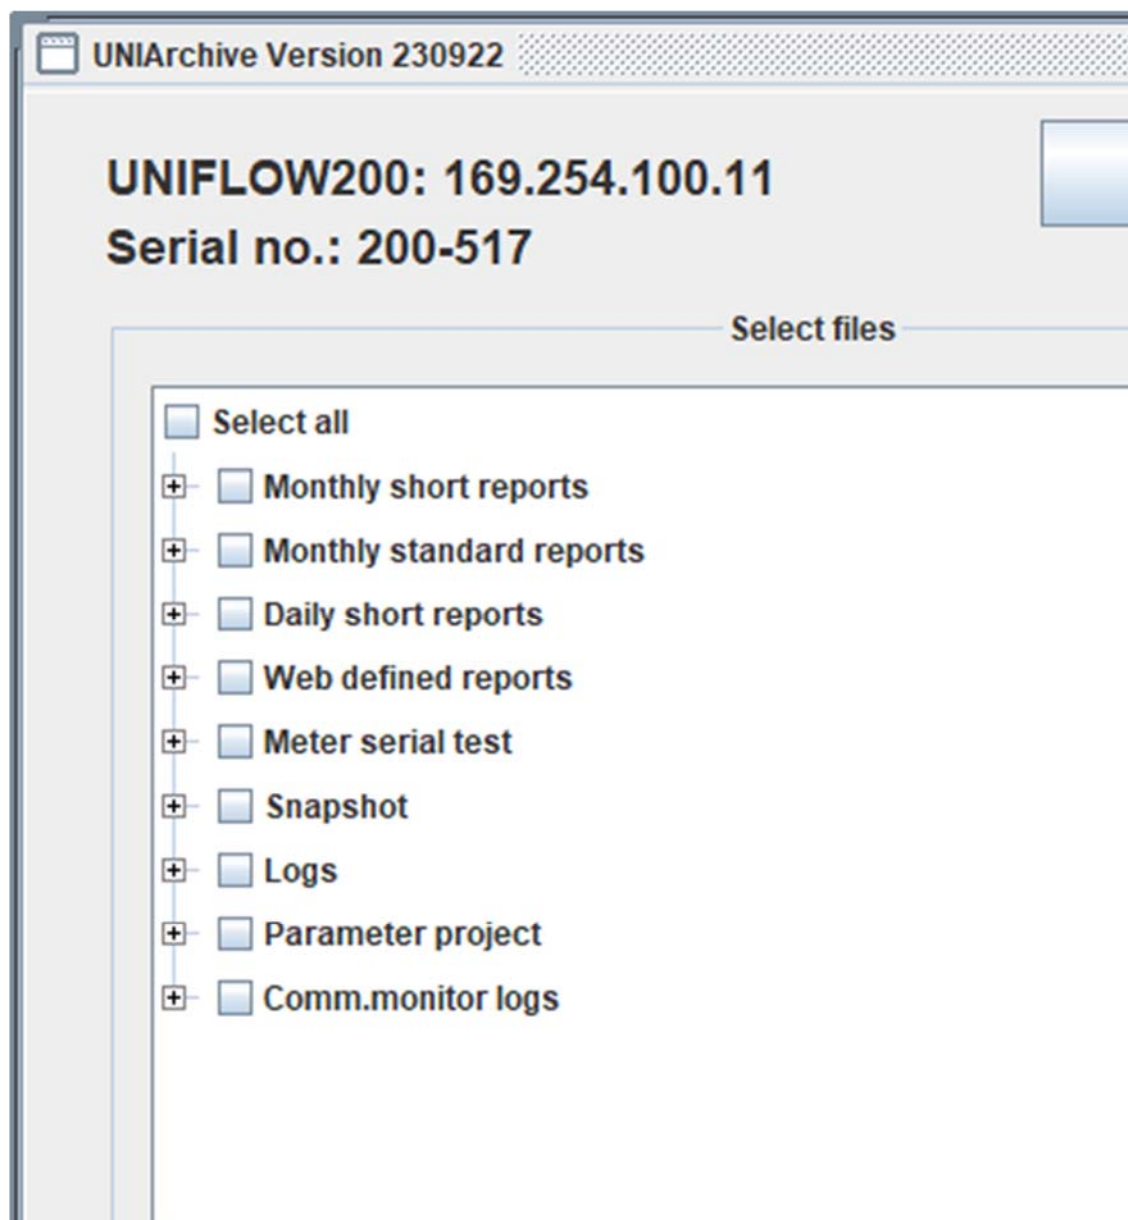 UNIArchive Version 230922
UNIFLOW200: 169.254.100.11
Serial no.: 200-517
Select files
Select all
Monthly short reports
Monthly standard reports
Daily short reports
Web defined reports
Meter serial test
Snapshot
Logs
Parameter project
Comm.monitor logs